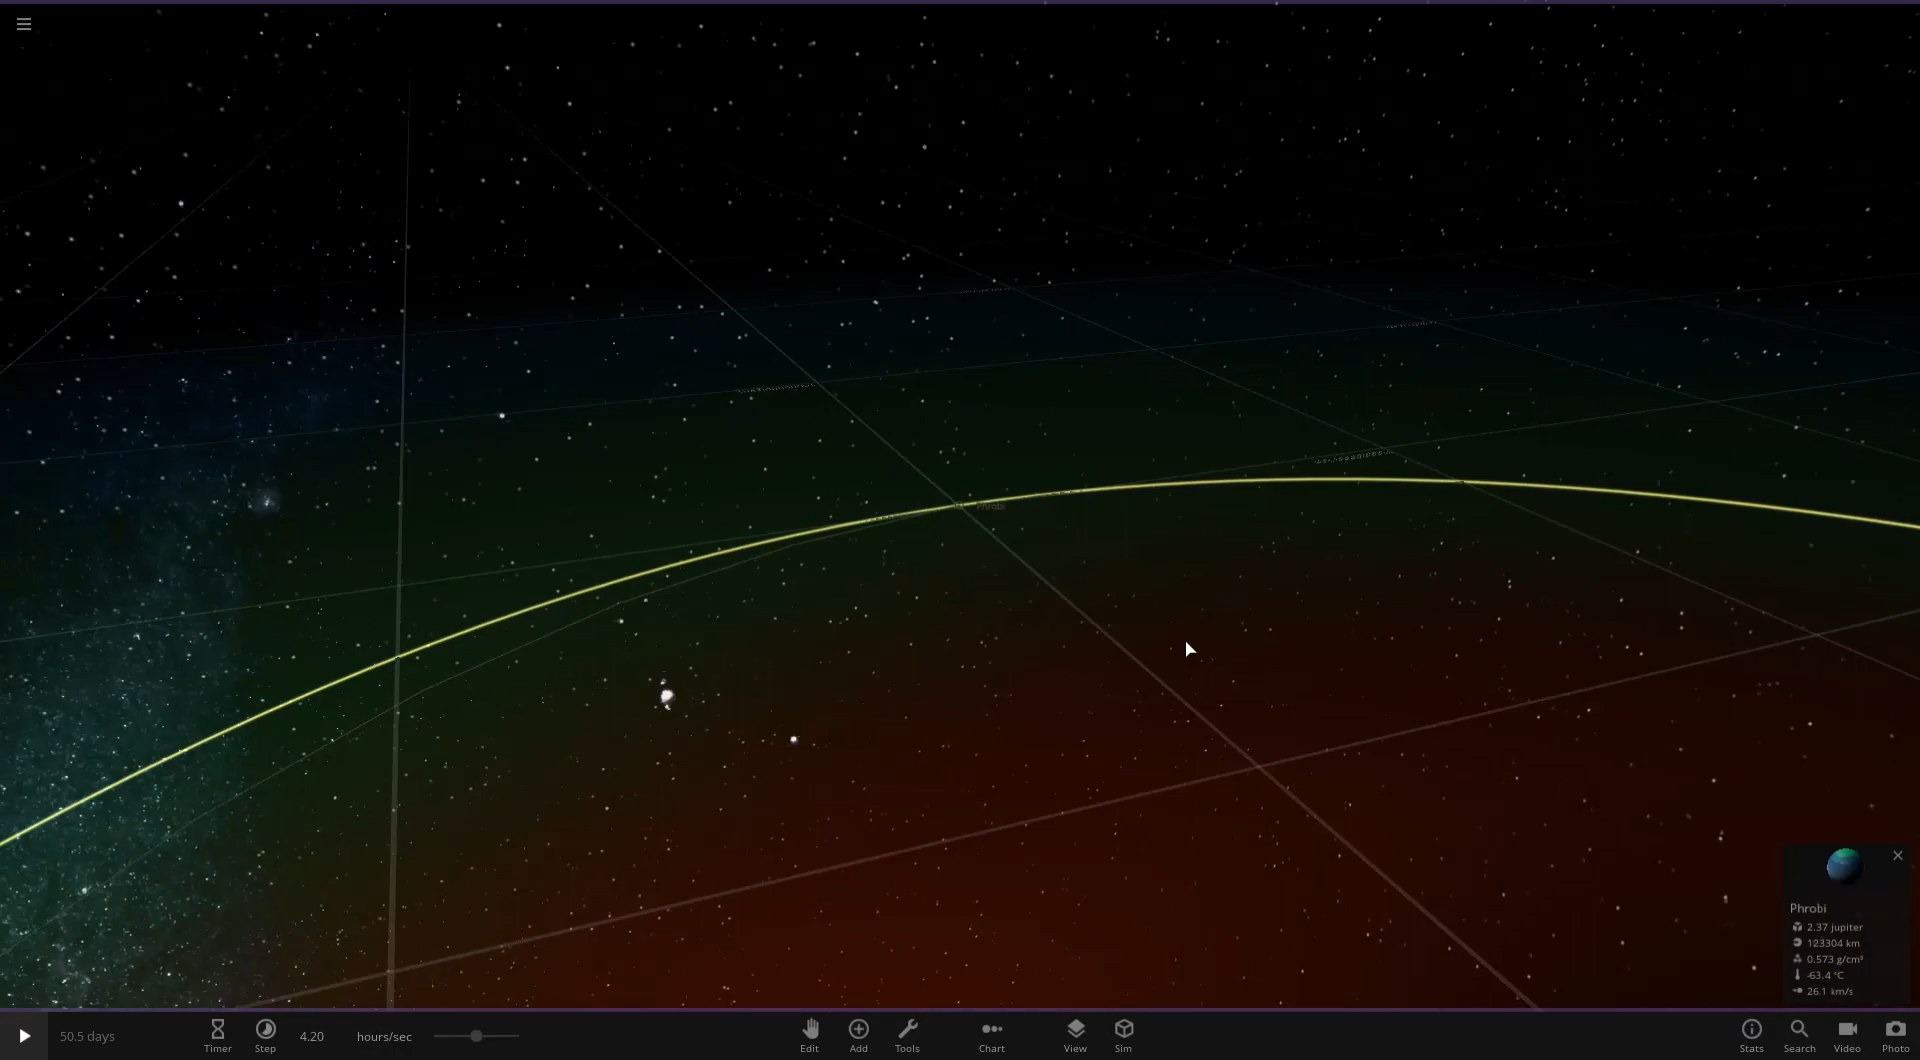 Phrobi
Phrobi
2.37 jupiter
123304 km
0.573 g/cm³
-63.4 °C
26.1 km/s
50.5 days
Timer
Step
4.20
hours/sec
Edit
Add
Tools
Chart
View
Sim
Stats
Search
Video
Photo